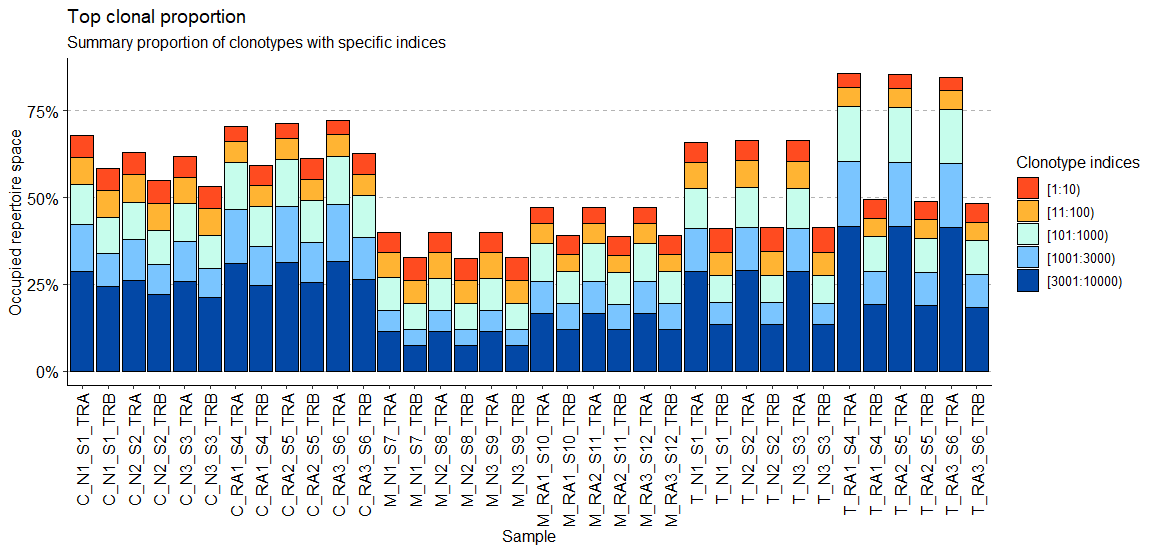 Top clonal proportion
Summary proportion of clonotypes with specific indices
Occupied repertoire space
75%
50%
25%
0%
C_N1_S1_TRA
C_N1_S1_TRB
C_N2_S2_TRA
C_N2_S2_TRB
C_N3_S3_TRA
C_N3_S3_TRB
C_RA1_S4_TRA
C_RA1_S4_TRB
C_RA2_S5_TRA
C_RA2_S5_TRB
C_RA3_S6_TRA
C_RA3_S6_TRB
M_N1_S7_TRA
M_N1_S7_TRB
M_N2_S8_TRA
M_N2_S8_TRB
M_N3_S9_TRA
M_N3_S9_TRB
M_RA1_S10_TRA
M_RA1_S10_TRB
M_RA2_S11_TRA
M_RA2_S11_TRB
M_RA3_S12_TRA
M_RA3_S12_TRB
T_N1_S1_TRA
T_N1_S1_TRB
T_N2_S2_TRA
T_N2_S2_TRB
T_N3_S3_TRA
T_N3_S3_TRB
T_RA1_S4_TRA
T_RA1_S4_TRB
T_RA2_S5_TRA
T_RA2_S5_TRB
T_RA3_S6_TRA
T_RA3_S6_TRB
Sample
Clonotype indices
[1:10)
[11:100)
[101:1000)
[1001:3000)
[3001:10000)